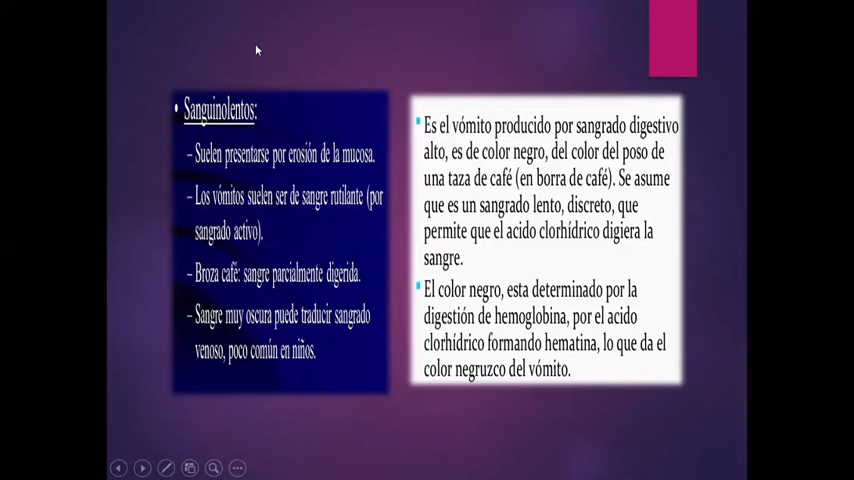 • Sanguinolentos:
– Suelen presentarse por erosión de la mucosa.
– Los vómitos suelen ser de sangre rutilante (por
sangrado activo).
– Broza café: sangre parcialmente digerida.
– Sangre muy oscura puede traducir sangrado
venoso, poco común en niños.
Es el vómito producido por sangrado digestivo
alto, es de color negro, del color del poso de
una taza de café (en borra de café). Se asume
que es un sangrado lento, discreto, que
permite que el acido clorhídrico digiera la
sangre.
El color negro, esta determinado por la
digestión de hemoglobina, por el acido
clorhídrico formando hematina, lo que da el
color negruzco del vómito.